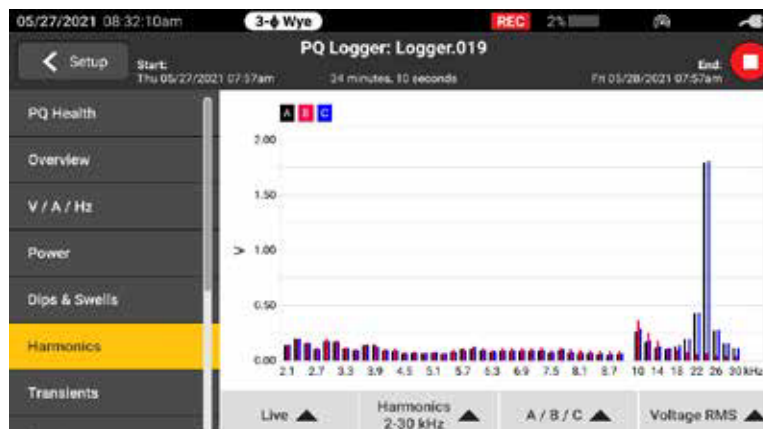 05/27/2021 08:32:10am 3-ϕ Wye REC 2%
Setup
PQ Logger: Logger.019
Start: End:
Thu 05/27/2021 07:57am 34 minutes, 10 seconds Fri 05/28/2021 07:57am
PQ Health
Overview
V / A / Hz
Power
Dips & Swells
Harmonics
Transients
A B C
2.00
1.50
V 1.00
0.50
0.00
2.1 2.7 3.3 3.9 4.5 5.1 5.7 6.3 6.9 7.5 8.1 8.7 10 14 18 22 26 30 kHz
Live
Harmonics
2-30 kHz
A / B / C
Voltage RMS